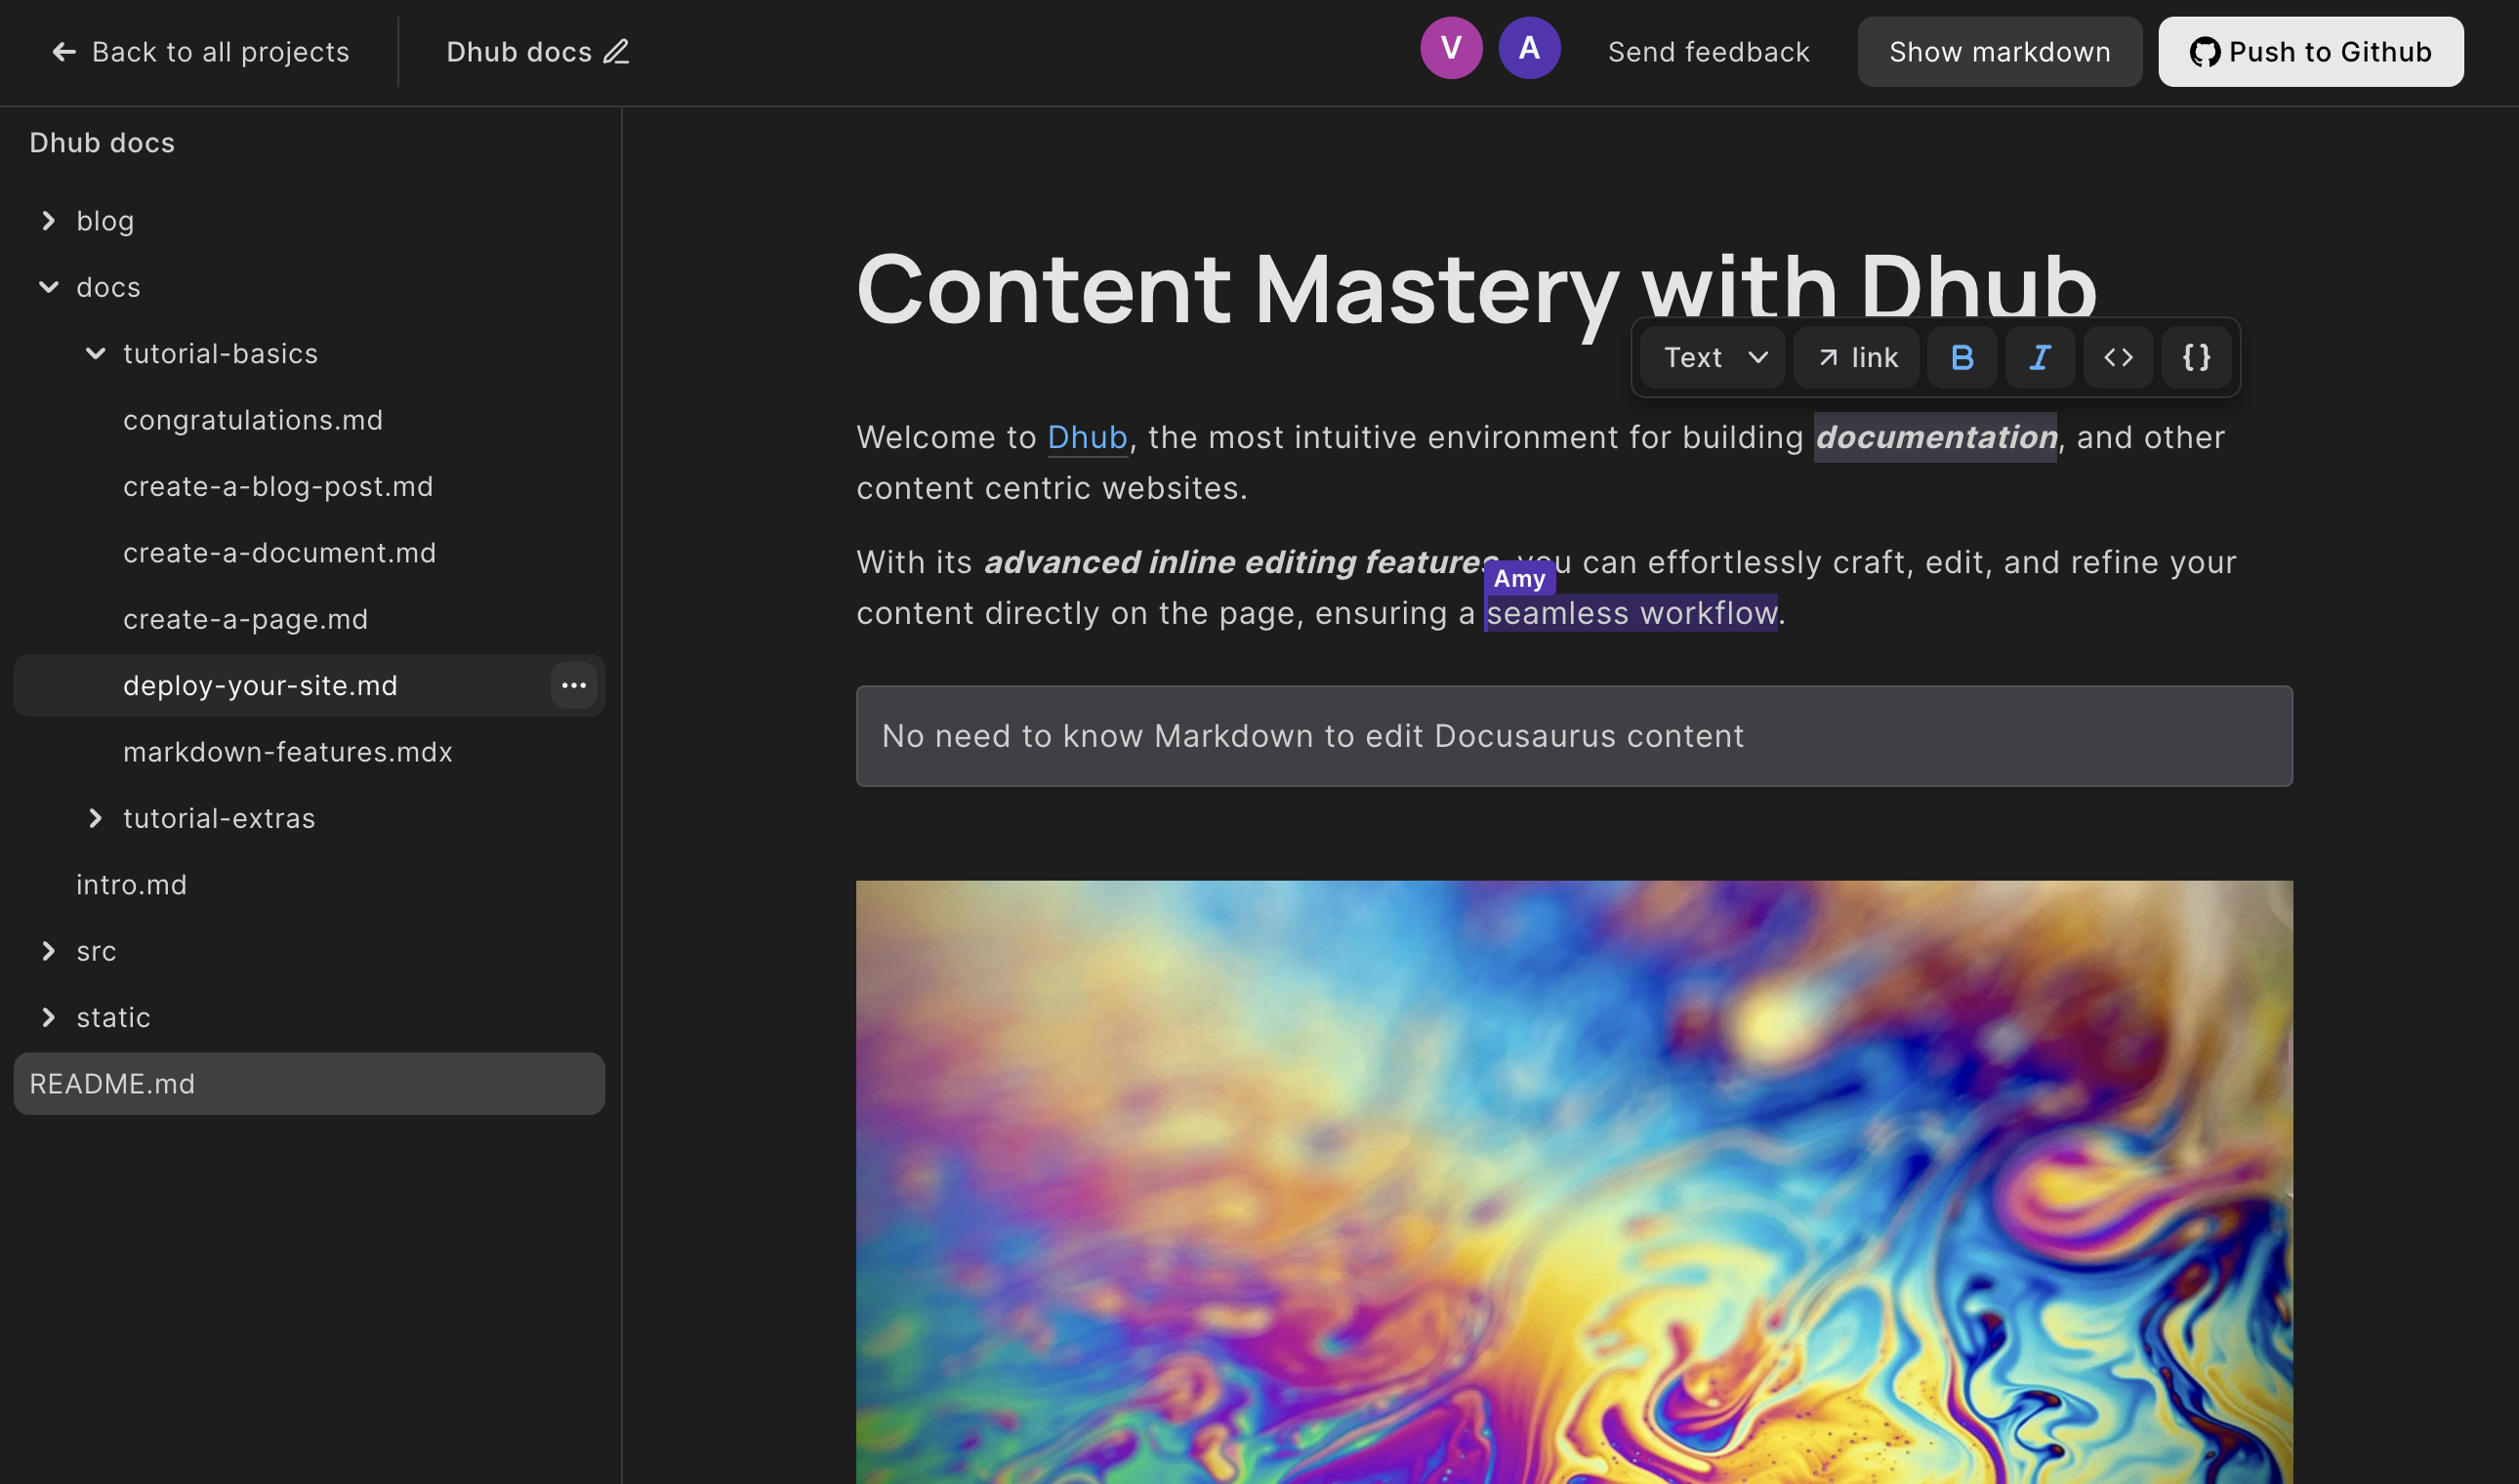 Back to all projects
Dhub docs
V
A
Send feedback
Show markdown
Push to Github
Dhub docs
blog
docs
tutorial-basics
congratulations.md
create-a-blog-post.md
create-a-document.md
create-a-page.md
deploy-your-site.md
markdown-features.mdx
tutorial-extras
intro.md
src
static
README.md
Content Mastery with Dhub
Text
link
B
I
<>
{}
Welcome to Dhub, the most intuitive environment for building documentation, and other
content centric websites.
With its advanced inline editing features, you can effortlessly craft, edit, and refine your
Amy
content directly on the page, ensuring a seamless workflow.
No need to know Markdown to edit Docusaurus content